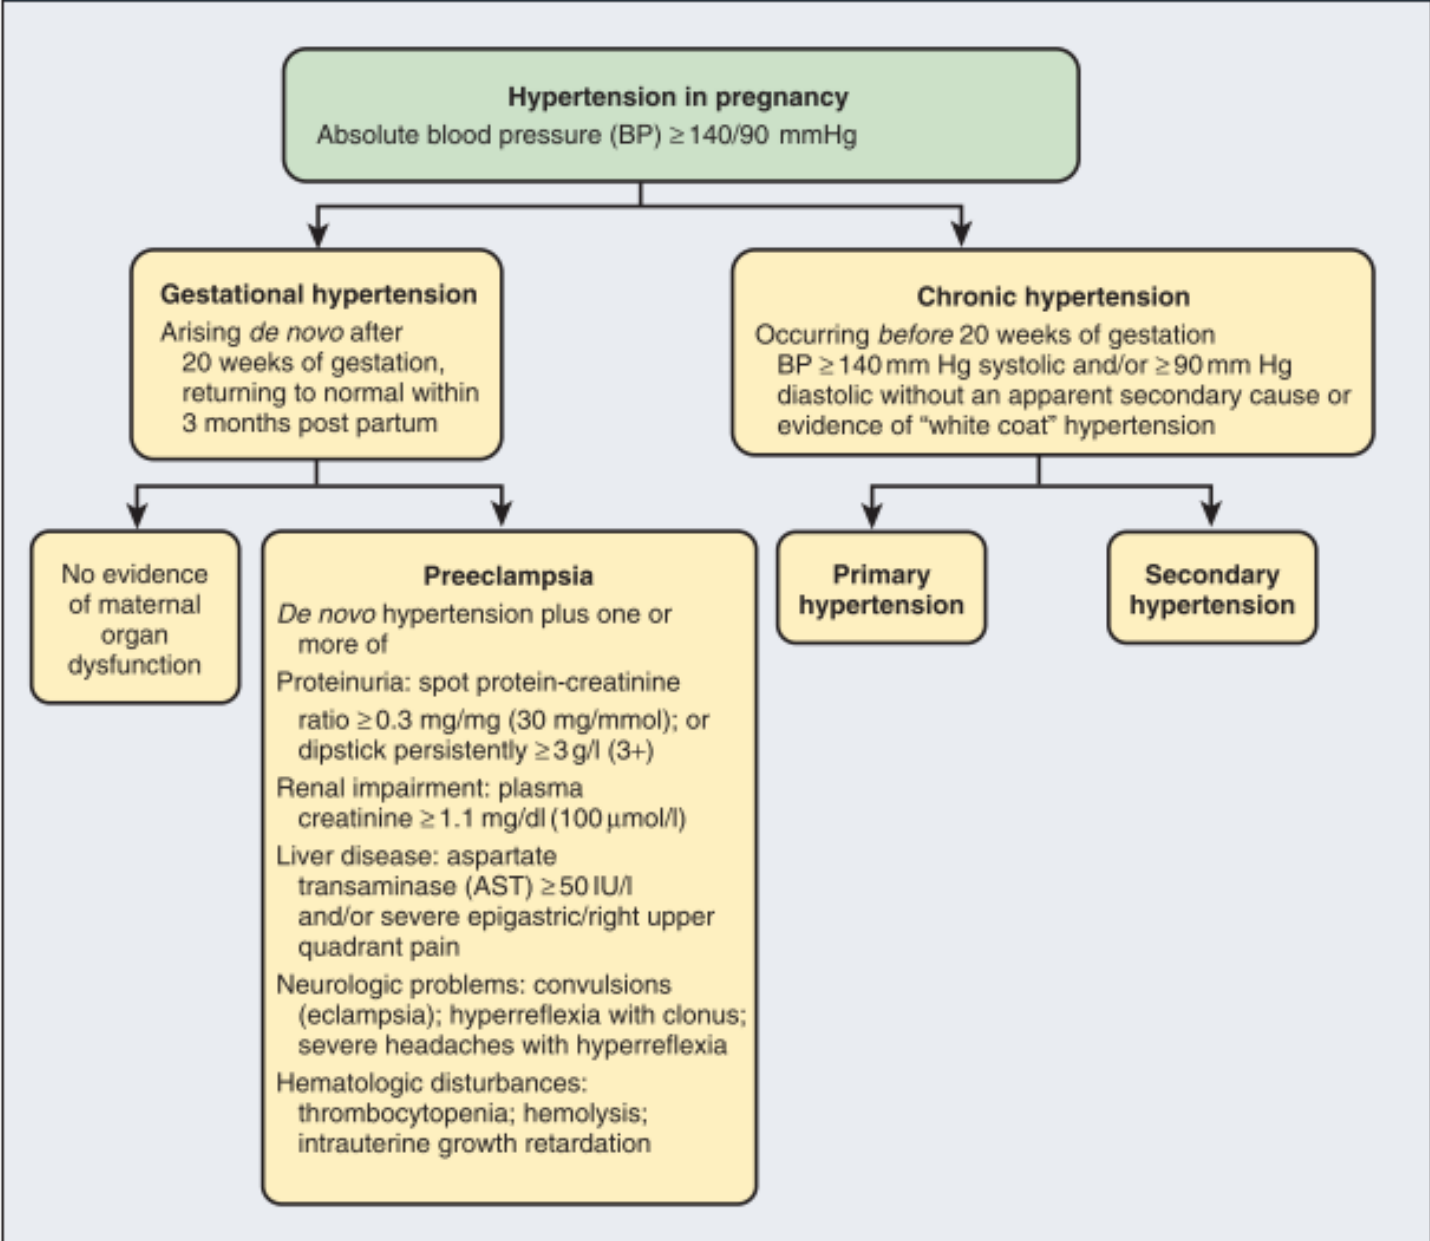 Hypertension in pregnancy
Absolute blood pressure (BP) ≥140/90 mmHg
Gestational hypertension
Arising de novo after
20 weeks of gestation,
returning to normal within
3 months post partum
Chronic hypertension
Occurring before 20 weeks of gestation
BP ≥140 mm Hg systolic and/or ≥90 mm Hg
diastolic without an apparent secondary cause or
evidence of “white coat” hypertension
No evidence
of maternal
organ
dysfunction
Preeclampsia
De novo hypertension plus one or
more of
Proteinuria: spot protein-creatinine
ratio ≥0.3 mg/mg (30 mg/mmol); or
dipstick persistently ≥3 g/l (3+)
Renal impairment: plasma
creatinine ≥1.1 mg/dl (100 μmol/l)
Liver disease: aspartate
transaminase (AST) ≥50 IU/l
and/or severe epigastric/right upper
quadrant pain
Neurologic problems: convulsions
(eclampsia); hyperreflexia with clonus;
severe headaches with hyperreflexia
Hematologic disturbances:
thrombocytopenia; hemolysis;
intrauterine growth retardation
Primary
hypertension
Secondary
hypertension